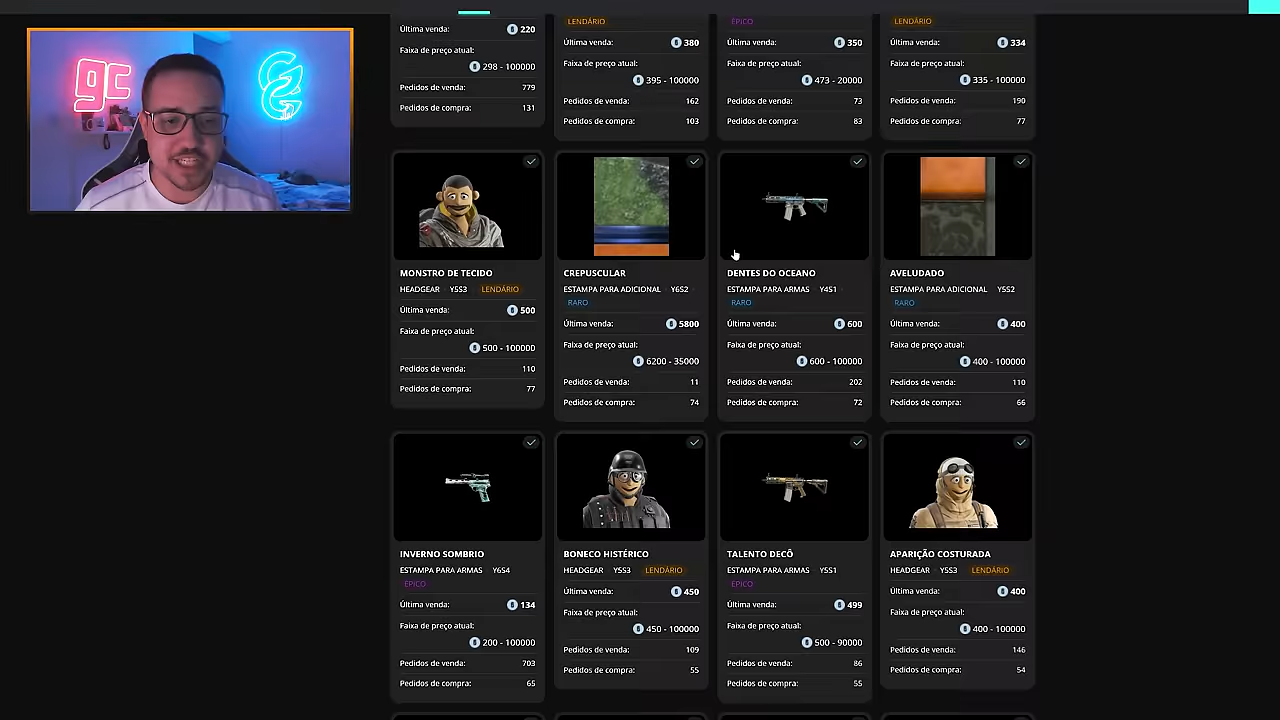 gc
Última venda: 220
Faixa de preço atual:
298 - 100000
Pedidos de venda: 779
Pedidos de compra: 131
LENDÁRIO
Última venda: 380
Faixa de preço atual:
395 - 100000
Pedidos de venda: 162
Pedidos de compra: 103
ÉPICO
Última venda: 350
Faixa de preço atual:
473 - 20000
Pedidos de venda: 73
Pedidos de compra: 83
LENDÁRIO
Última venda: 334
Faixa de preço atual:
335 - 100000
Pedidos de venda: 190
Pedidos de compra: 77
MONSTRO DE TECIDO
HEADGEAR Y5S3 LENDÁRIO
Última venda: 500
Faixa de preço atual:
500 - 100000
Pedidos de venda: 110
Pedidos de compra: 77
CREPUSCULAR
ESTAMPA PARA ADICIONAL Y6S2
RARO
Última venda: 5800
Faixa de preço atual:
6200 - 35000
Pedidos de venda: 11
Pedidos de compra: 74
DENTES DO OCEANO
ESTAMPA PARA ARMAS Y4S1
RARO
Última venda: 600
Faixa de preço atual:
600 - 100000
Pedidos de venda: 202
Pedidos de compra: 72
AVELUDADO
ESTAMPA PARA ADICIONAL Y5S2
RARO
Última venda: 400
Faixa de preço atual:
400 - 100000
Pedidos de venda: 110
Pedidos de compra: 66
INVERNO SOMBRIO
ESTAMPA PARA ARMAS Y6S4
ÉPICO
Última venda: 134
Faixa de preço atual:
200 - 100000
Pedidos de venda: 703
Pedidos de compra: 65
BONECO HISTÉRICO
HEADGEAR Y5S3 LENDÁRIO
Última venda: 450
Faixa de preço atual:
450 - 100000
Pedidos de venda: 109
Pedidos de compra: 55
TALENTO DECÔ
ESTAMPA PARA ARMAS Y5S1
ÉPICO
Última venda: 499
Faixa de preço atual:
500 - 90000
Pedidos de venda: 86
Pedidos de compra: 55
APARIÇÃO COSTURADA
HEADGEAR Y5S3 LENDÁRIO
Última venda: 400
Faixa de preço atual:
400 - 100000
Pedidos de venda: 146
Pedidos de compra: 54